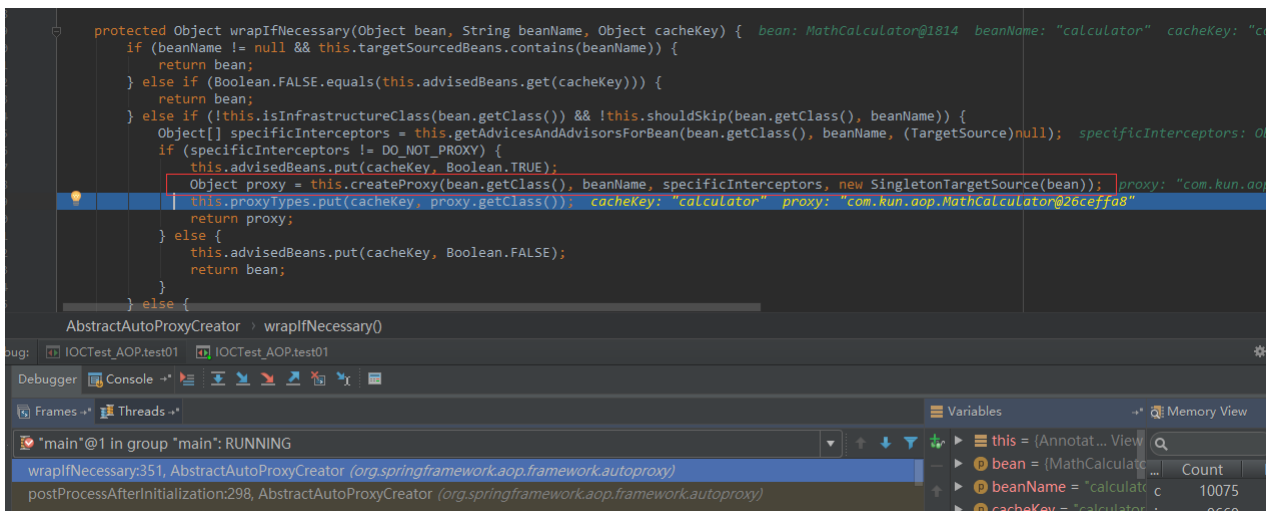 protected Object wrapIfNecessary(Object bean, String beanName, Object cacheKey) { bean: MathCalculator@1814 beanName: "calculator" cacheKey:
if (beanName != null && this.targetSourcedBeans.contains(beanName)) {
return bean;
} else if (Boolean.FALSE.equals(this.advisedBeans.get(cacheKey))) {
return bean;
} else if (!this.isInfrastructureClass(bean.getClass()) && !this.shouldSkip(bean.getClass(), beanName)) {
Object[] specificInterceptors = this.getAdvicesAndAdvisorsForBean(bean.getClass(), beanName, (TargetSource)null); specificInterceptors:
if (specificInterceptors != DO_NOT_PROXY) {
this.advisedBeans.put(cacheKey, Boolean.TRUE);
Object proxy = this.createProxy(bean.getClass(), beanName, specificInterceptors, new SingletonTargetSource(bean)); proxy: "com.kun.aop
this.proxyTypes.put(cacheKey, proxy.getClass()); cacheKey: "calculator" proxy: "com.kun.aop.MathCalculator@26ceffa8"
return proxy;
} else {
this.advisedBeans.put(cacheKey, Boolean.FALSE);
return bean;
}
} else {
AbstractAutoProxyCreator › wrapIfNecessary()
bug: IOCTest_AOP.test01 IOCTest_AOP.test01
Debugger Console
Frames Threads Variables Memory View
"main"@1 in group "main": RUNNING this = {Annotat... View
wrapIfNecessary:351, AbstractAutoProxyCreator (org.springframework.aop.framework.autoproxy) bean = {MathCalculato ... Count
postProcessAfterInitialization:298, AbstractAutoProxyCreator (org.springframework.aop.framework.autoproxy) beanName = "calculato c 10075
cacheKey = "calculator